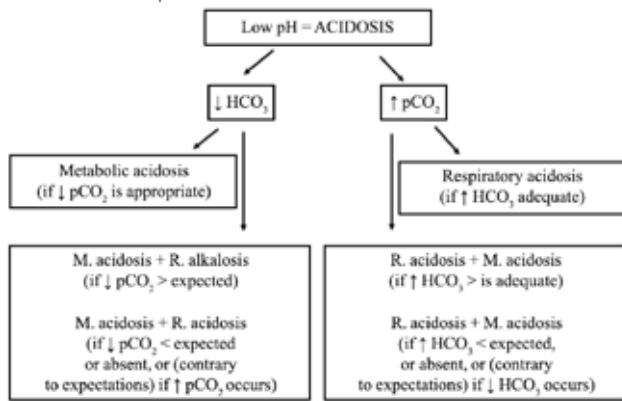 Low pH = ACIDOSIS
↓ HCO₃
↑ pCO₂
Metabolic acidosis
(if ↓ pCO₂ is appropriate)
Respiratory acidosis
(if ↑ HCO₃ adequate)
M. acidosis + R. alkalosis
(if ↓ pCO₂ > expected)
M. acidosis + R. acidosis
(if ↓ pCO₂ < expected
or absent, or (contrary
to expectations) if ↑ pCO₂ occurs)
R. acidosis + M. acidosis
(if ↑ HCO₃ > is adequate)
R. acidosis + M. acidosis
(if ↑ HCO₃ < expected,
or absent, or (contrary
to expectations) if ↓ HCO₃ occurs)